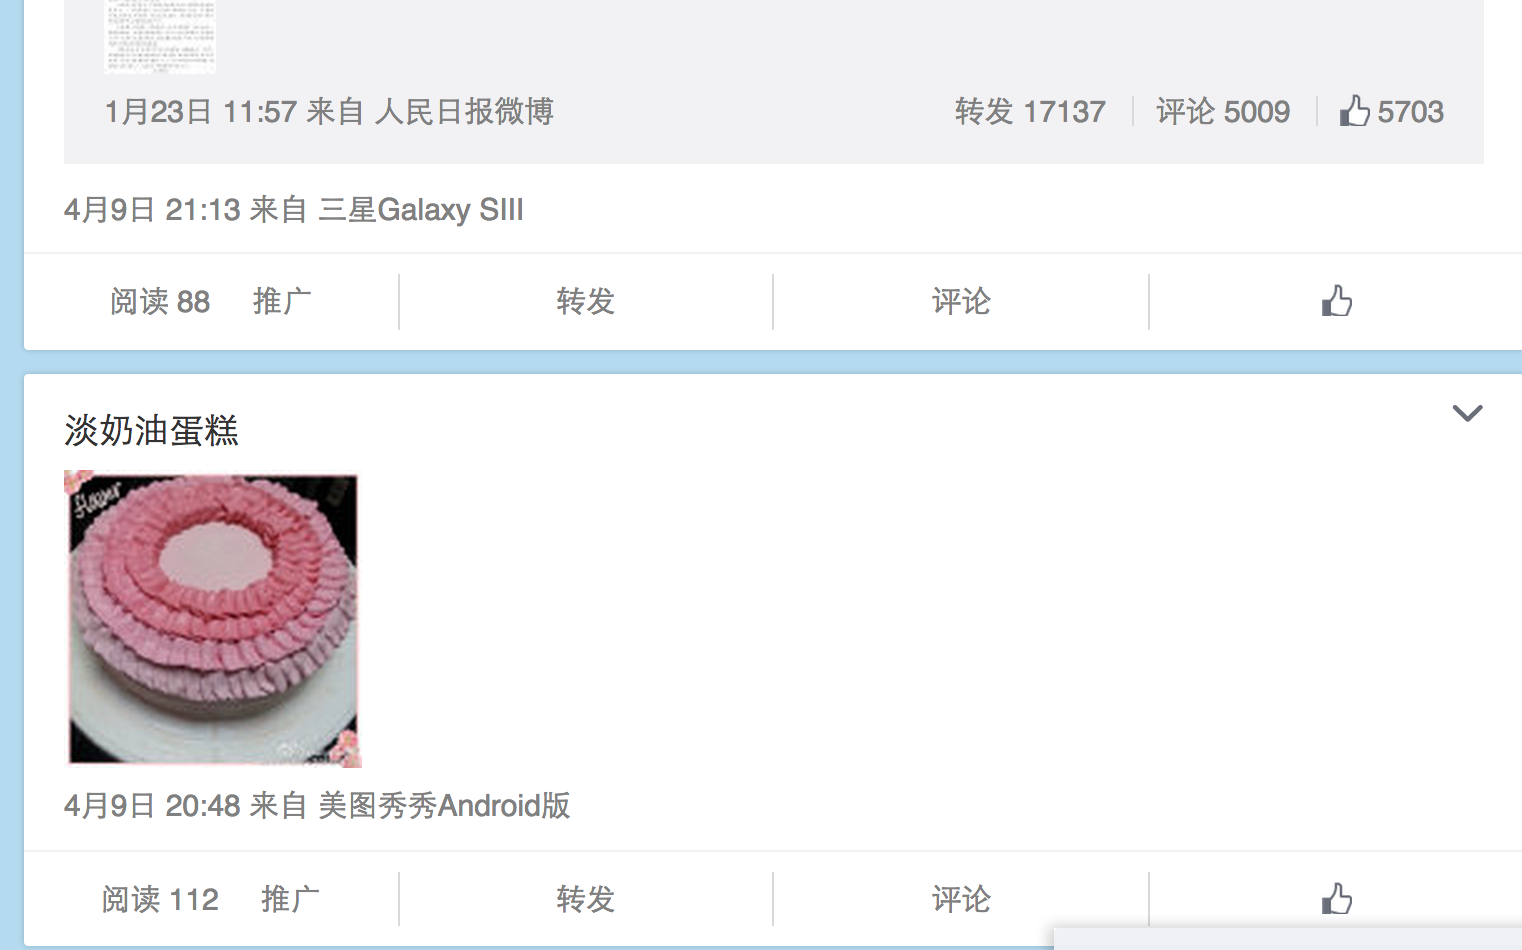 1月23日 11:57 来自 人民日报微博 转发 17137 评论 5009 5703
4月9日 21:13 来自 三星Galaxy SIII
阅读 88 推广 转发 评论
淡奶油蛋糕
flower
4月9日 20:48 来自 美图秀秀Android版
阅读 112 推广 转发 评论